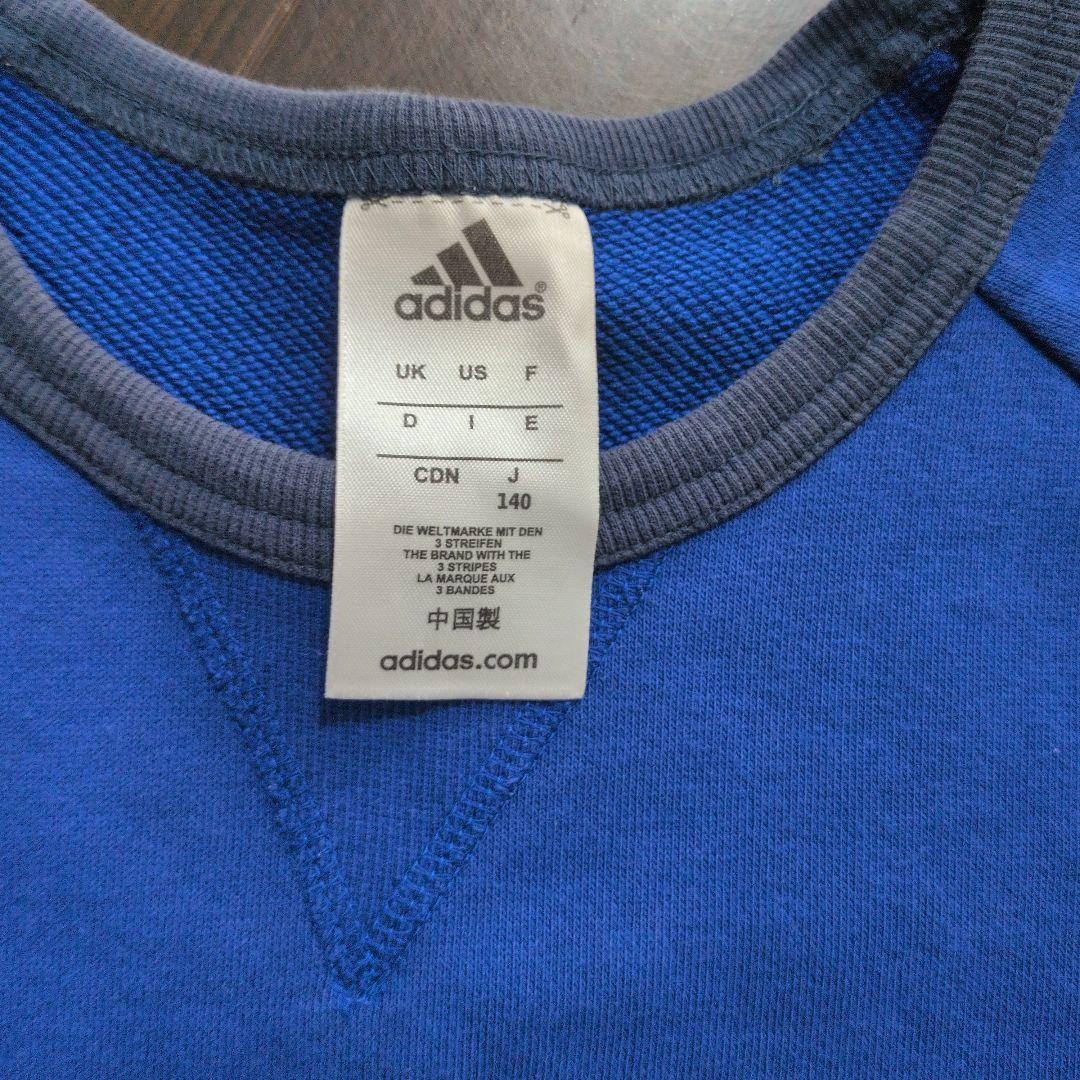 adidas®
UK US F
D I E
CDN J
140
DIE WELTMARKE MIT DEN
3 STREIFEN
THE BRAND WITH THE
3 STRIPES
LA MARQUE AUX
3 BANDES
中国製
adidas.com